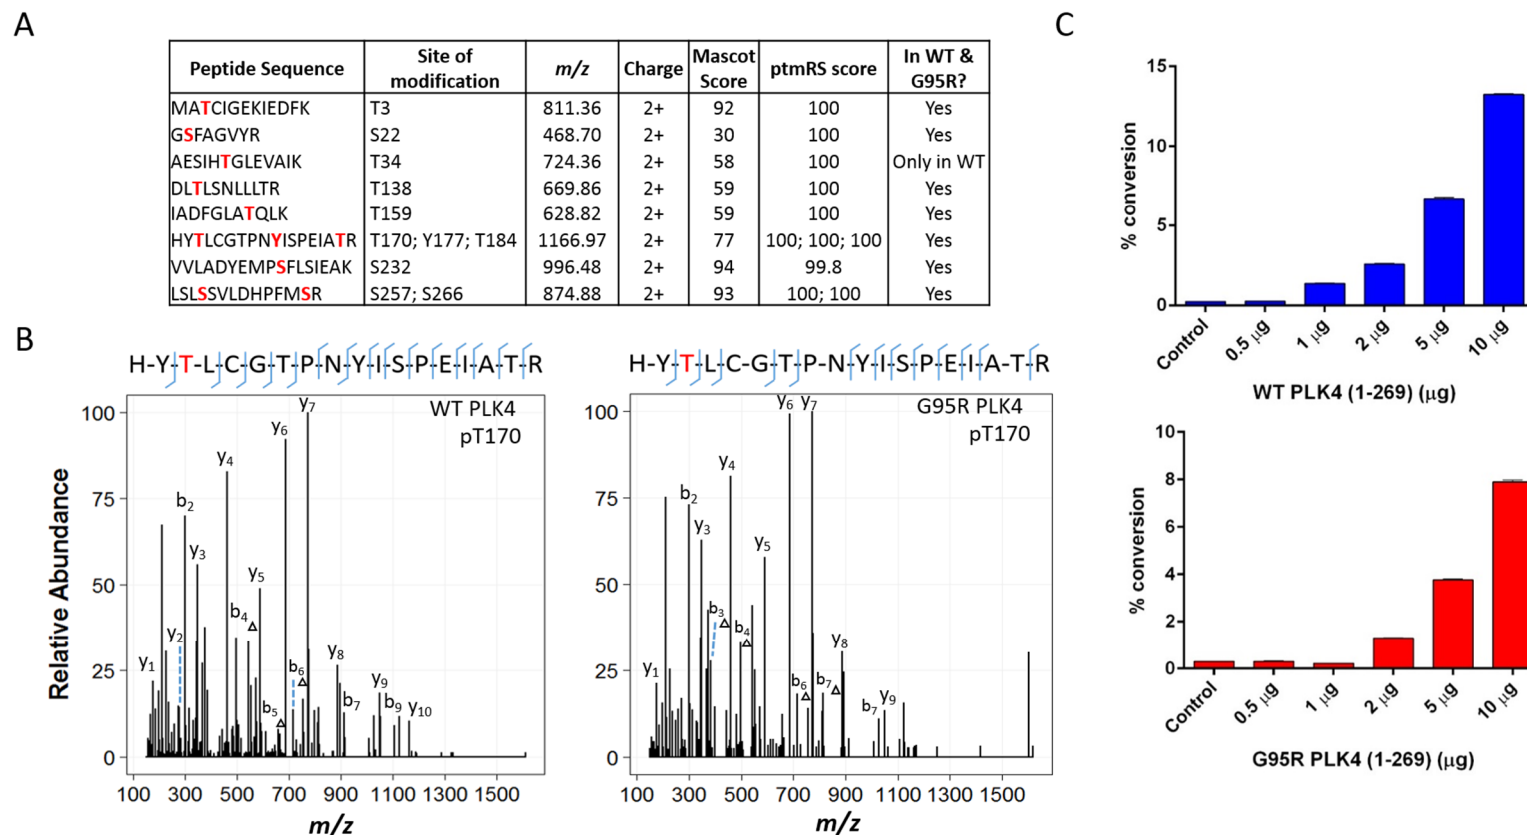 A
Peptide Sequence | Site of modification | m/z | Charge | Mascot Score | ptmRS score | In WT & G95R?
MATCIGEKIEDFK | T3 | 811.36 | 2+ | 92 | 100 | Yes
GSFAGVYR | S22 | 468.70 | 2+ | 30 | 100 | Yes
AESIHTGLEVAIK | T34 | 724.36 | 2+ | 58 | 100 | Only in WT
DLTLSNLLLTR | T138 | 669.86 | 2+ | 59 | 100 | Yes
IADFGLATQLK | T159 | 628.82 | 2+ | 59 | 100 | Yes
HYTLCGTPNYISPEIATR | T170; Y177; T184 | 1166.97 | 2+ | 77 | 100; 100; 100 | Yes
VVLADYEMPSFLSIEAK | S232 | 996.48 | 2+ | 94 | 99.8 | Yes
LSLSSVLDHPFMSR | S257; S266 | 874.88 | 2+ | 93 | 100; 100 | Yes
B
H-Y-T-L-C-G-T-P-N-Y-I-S-P-E-I-A-T-R
WT PLK4
pT170
Relative Abundance
100
75
50
25
0
y7
y6
y4
b2
y3
y5
b4 Δ
y2
y1
b6 Δ
y8
b5 Δ
b7
y9
b9
y10
100 300 500 700 900 1100 1300 1500
m/z
H-Y-T-L-C-G-T-P-N-Y-I-S-P-E-I-A-T-R
G95R PLK4
pT170
100
75
50
25
0
y6
y7
y4
b2
y3
y5
b3 Δ
b4 Δ
y8
y1
b6 Δ
b7 Δ
b7
y9
100 300 500 700 900 1100 1300 1500
m/z
C
% conversion
15
10
5
0
Control
0.5 µg
1 µg
2 µg
5 µg
10 µg
WT PLK4 (1-269) (µg)
% conversion
10
8
6
4
2
0
Control
0.5 µg
1 µg
2 µg
5 µg
10 µg
G95R PLK4 (1-269) (µg)